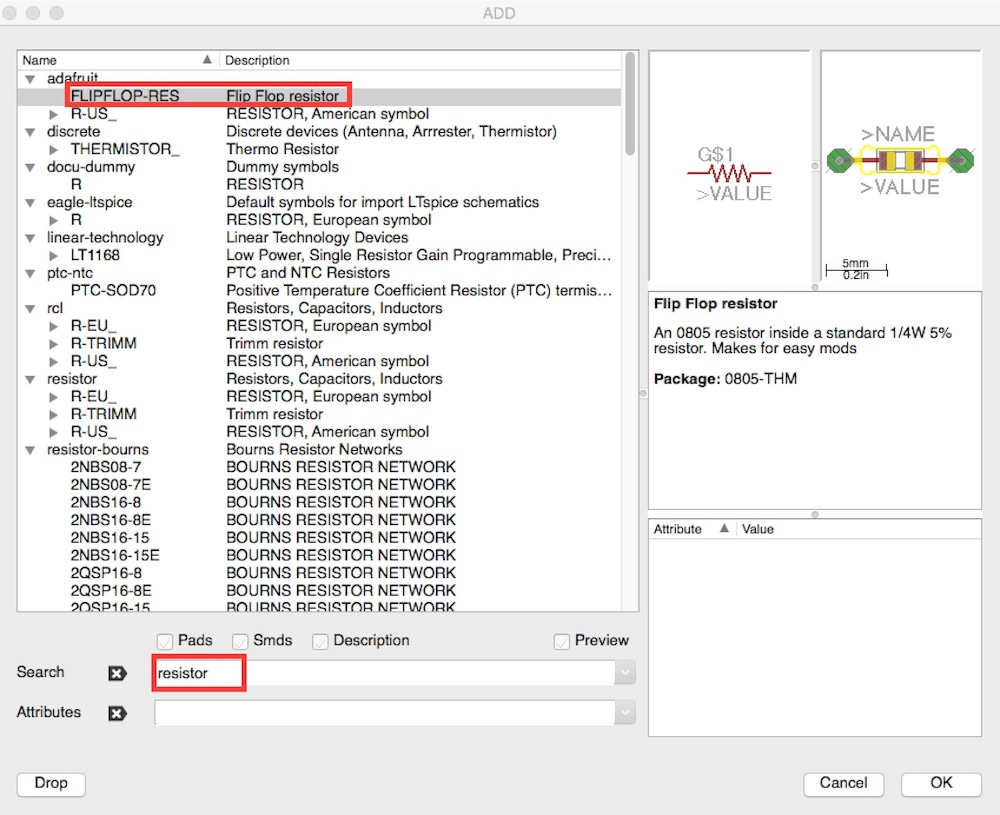 ADD
Name Description
adafruit
FLIPFLOP-RES Flip Flop resistor
R-US_ RESISTOR, American symbol
discrete Discrete devices (Antenna, Arrrester, Thermistor)
THERMISTOR_ Thermo Resistor
docu-dummy Dummy symbols
R RESISTOR
eagle-ltspice Default symbols for import LTspice schematics
R RESISTOR, European symbol
linear-technology Linear Technology Devices
LT1168 Low Power, Single Resistor Gain Programmable, Preci...
ptc-ntc PTC and NTC Resistors
PTC-SOD70 Positive Temperature Coefficient Resistor (PTC) termis...
rcl Resistors, Capacitors, Inductors
R-EU_ RESISTOR, European symbol
R-TRIMM Trimm resistor
R-US_ RESISTOR, American symbol
resistor Resistors, Capacitors, Inductors
R-EU_ RESISTOR, European symbol
R-TRIMM Trimm resistor
R-US_ RESISTOR, American symbol
resistor-bourns Bourns Resistor Networks
2NBS08-7 BOURNS RESISTOR NETWORK
2NBS08-7E BOURNS RESISTOR NETWORK
2NBS16-8 BOURNS RESISTOR NETWORK
2NBS16-8E BOURNS RESISTOR NETWORK
2NBS16-15 BOURNS RESISTOR NETWORK
2NBS16-15E BOURNS RESISTOR NETWORK
2QSP16-8 BOURNS RESISTOR NETWORK
2QSP16-8E BOURNS RESISTOR NETWORK
2QSP16-15 BOURNS RESISTOR NETWORK
Pads Smds Description Preview
Search resistor
Attributes
Drop
G$1
>VALUE
>NAME
>VALUE
5mm
0.2in
Flip Flop resistor
An 0805 resistor inside a standard 1/4W 5%
resistor. Makes for easy mods
Package: 0805-THM
Attribute Value
Cancel OK